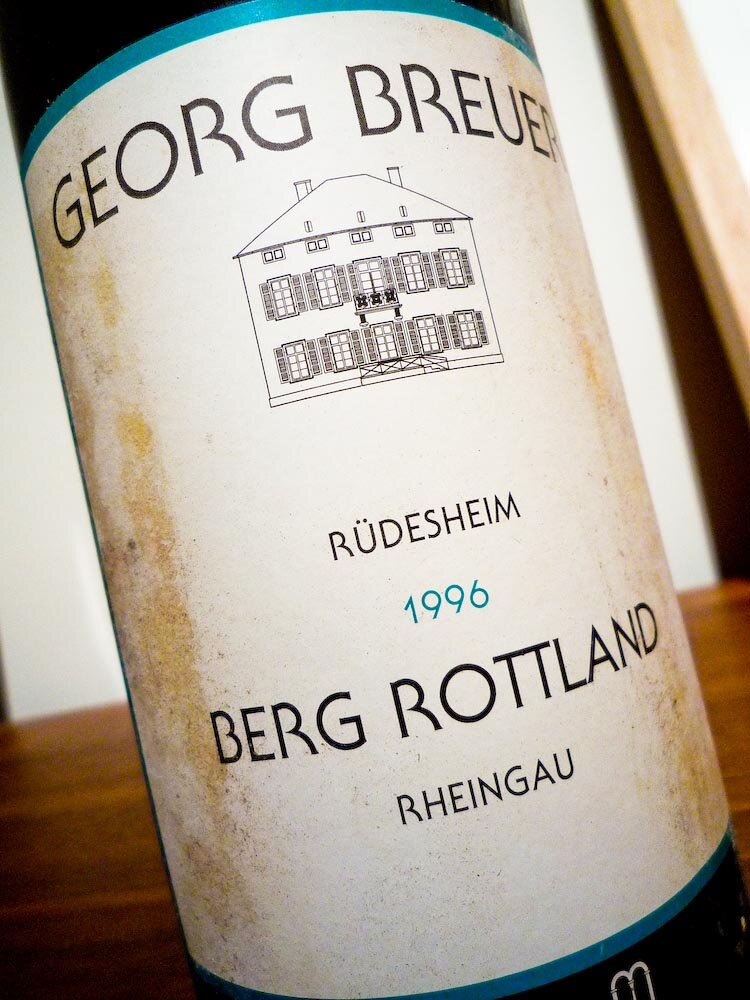 GEORG BREUER
RÜDESHEIM
1996
BERG ROTTLAND
RHEINGAU